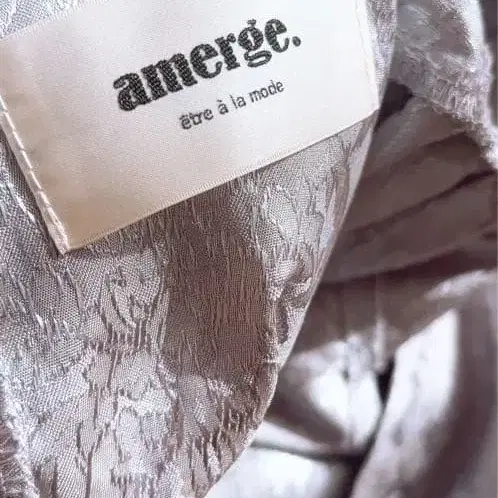 amerge.
être à la mode